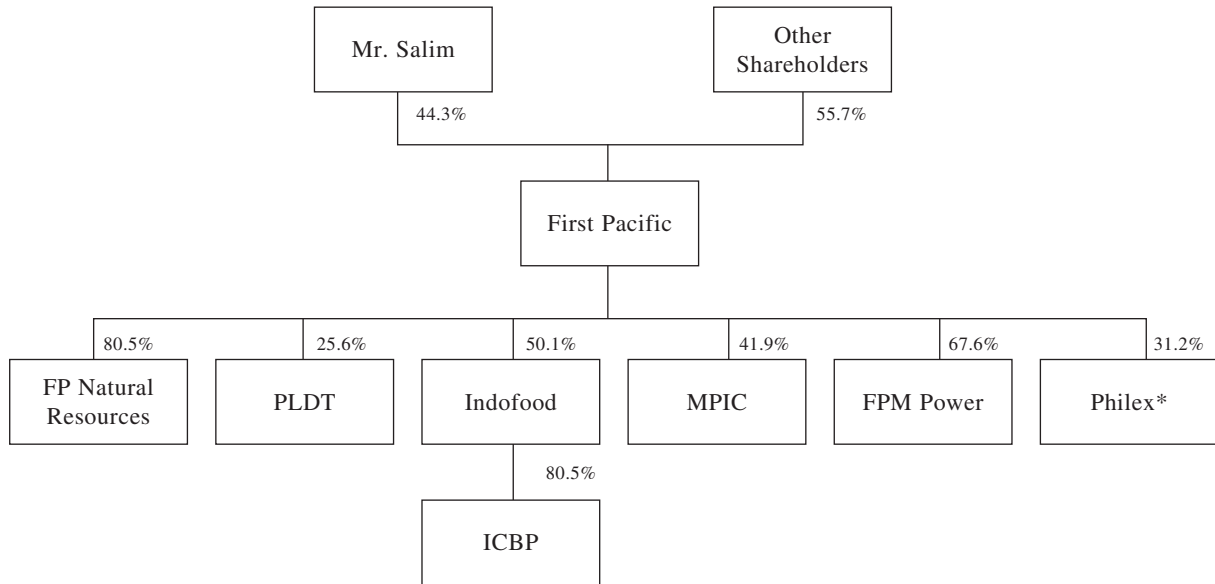 Mr. Salim
Other
Shareholders
44.3%
55.7%
First Pacific
80.5%
25.6%
50.1%
41.9%
67.6%
31.2%
FP Natural
Resources
PLDT
Indofood
MPIC
FPM Power
Philex*
80.5%
ICBP